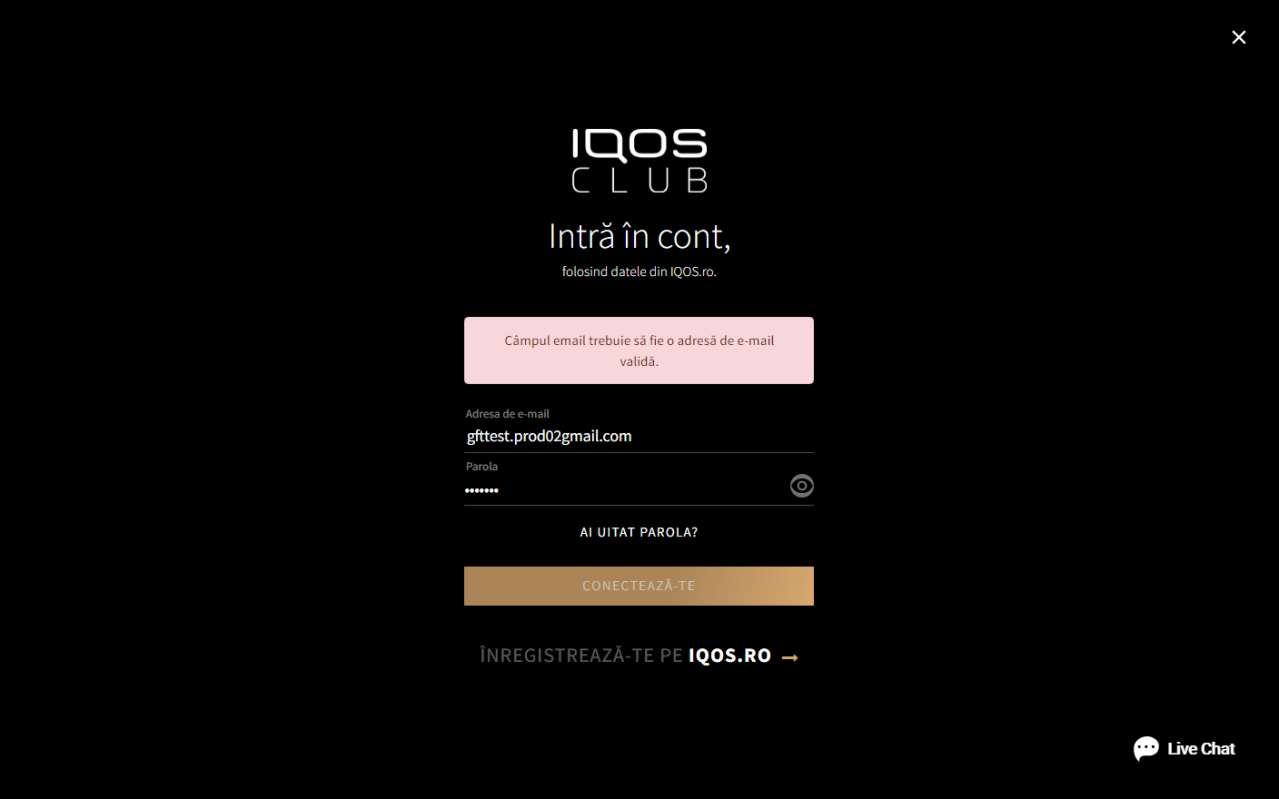 IQOS
CLUB
Intră în cont,
folosind datele din IQOS.ro.
Câmpul email trebuie să fie o adresă de e-mail
validă.
Adresa de e-mail
gfttest.prod02gmail.com
Parola
•••••••
AI UITAT PAROLA?
CONECTEAZĂ-TE
ÎNREGISTREAZĂ-TE PE IQOS.RO →
Live Chat